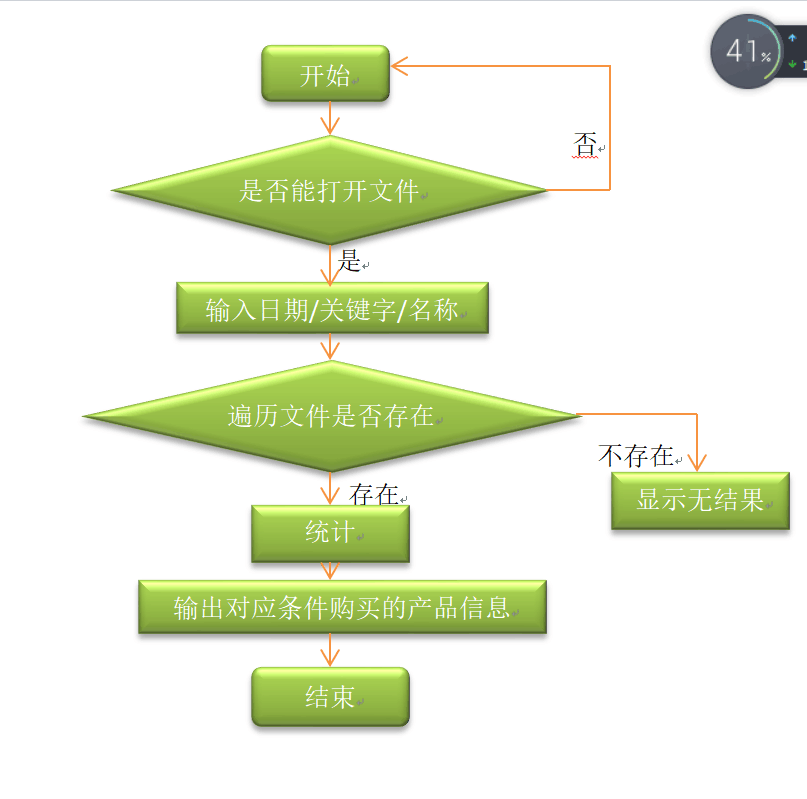 41%
开始
否
是否能打开文件
是
输入日期/关键字/名称
遍历文件是否存在
不存在
存在
显示无结果
统计
输出对应条件购买的产品信息
结束